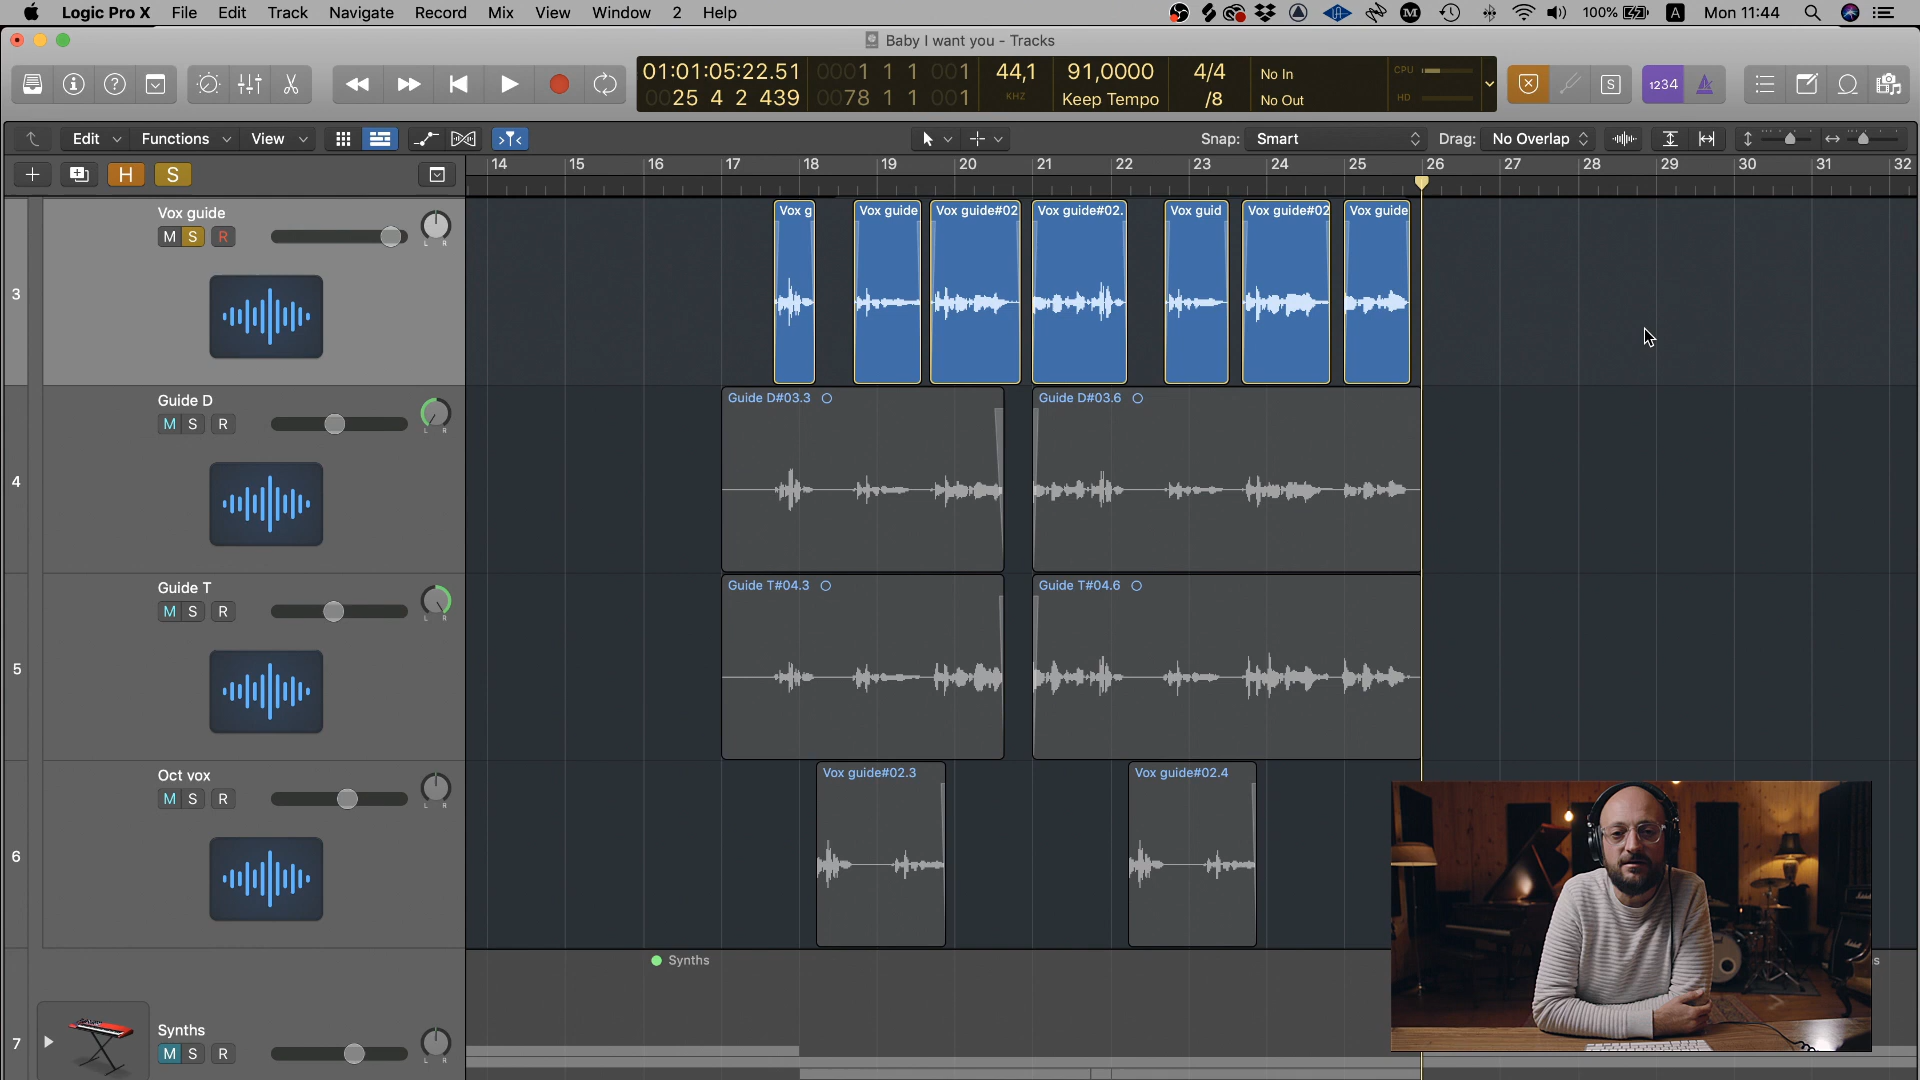 Logic Pro X File Edit Track Navigate Record Mix View Window 2 Help 100% A Mon 11:44
Baby I want you - Tracks
01:01:05:22.51 0001 1 1 001 44,1 91,0000 4/4 No In CPU
0025 4 2 439 0078 1 1 001 KHZ Keep Tempo /8 No Out HD
S 1234
Edit Functions View Snap: Smart Drag: No Overlap
H S 14 15 16 17 18 19 20 21 22 23 24 25 26 27 28 29 30 31 32
3 Vox guide
M S R L R
Vox g Vox guide Vox guide#02 Vox guide#02. Vox guid Vox guide#02 Vox guide
4 Guide D
M S R L R
Guide D#03.3 Guide D#03.6
5 Guide T
M S R L R
Guide T#04.3 Guide T#04.6
6 Oct vox
M S R L R
Vox guide#02.3 Vox guide#02.4
Synths
7 Synths
M S R L R